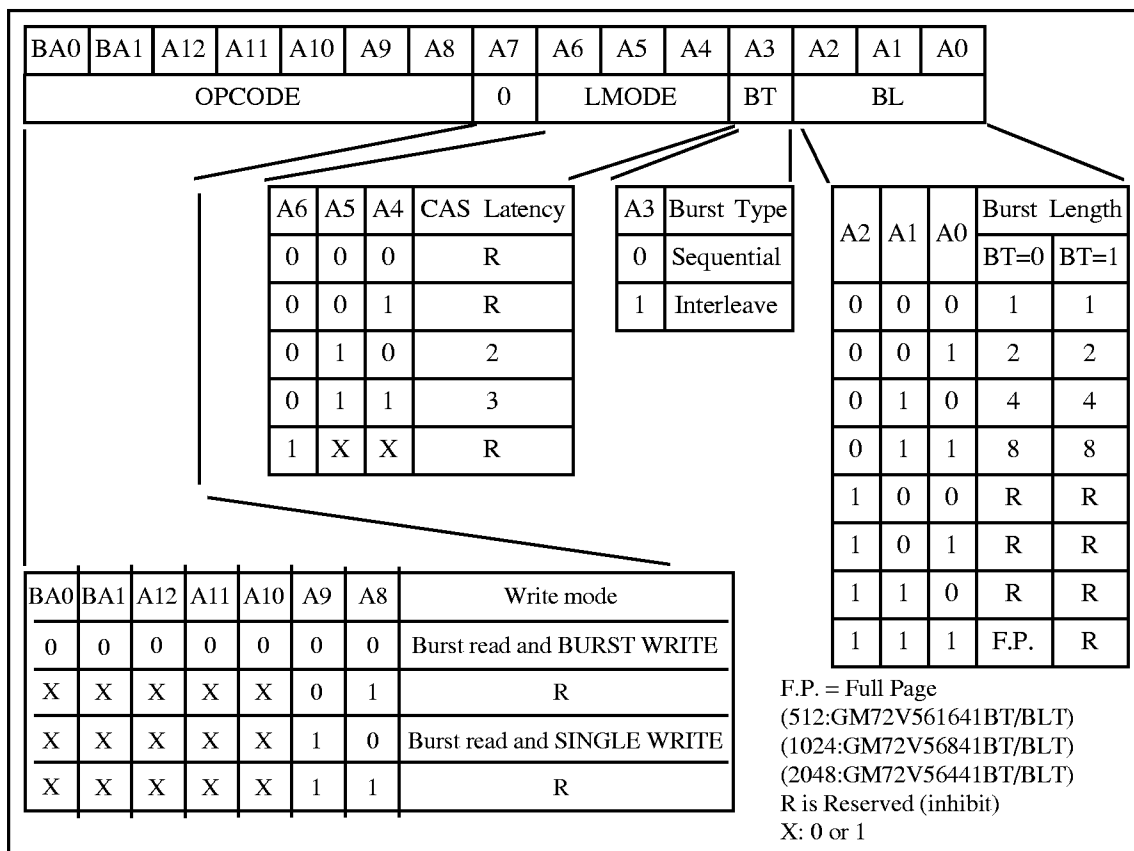 BA0 BA1 A12 A11 A10 A9 A8 A7 A6 A5 A4 A3 A2 A1 A0
OPCODE 0 LMODE BT BL
A6 A5 A4 CAS Latency
0 0 0 R
0 0 1 R
0 1 0 2
0 1 1 3
1 X X R
A3 Burst Type
0 Sequential
1 Interleave
A2 A1 A0 Burst Length
BT=0 BT=1
0 0 0 1 1
0 0 1 2 2
0 1 0 4 4
0 1 1 8 8
1 0 0 R R
1 0 1 R R
1 1 0 R R
1 1 1 F.P. R
BA0 BA1 A12 A11 A10 A9 A8 Write mode
0 0 0 0 0 0 0 Burst read and BURST WRITE
X X X X X 0 1 R
X X X X X 1 0 Burst read and SINGLE WRITE
X X X X X 1 1 R
F.P. = Full Page
(512:GM72V561641BT/BLT)
(1024:GM72V56841BT/BLT)
(2048:GM72V56441BT/BLT)
R is Reserved (inhibit)
X: 0 or 1